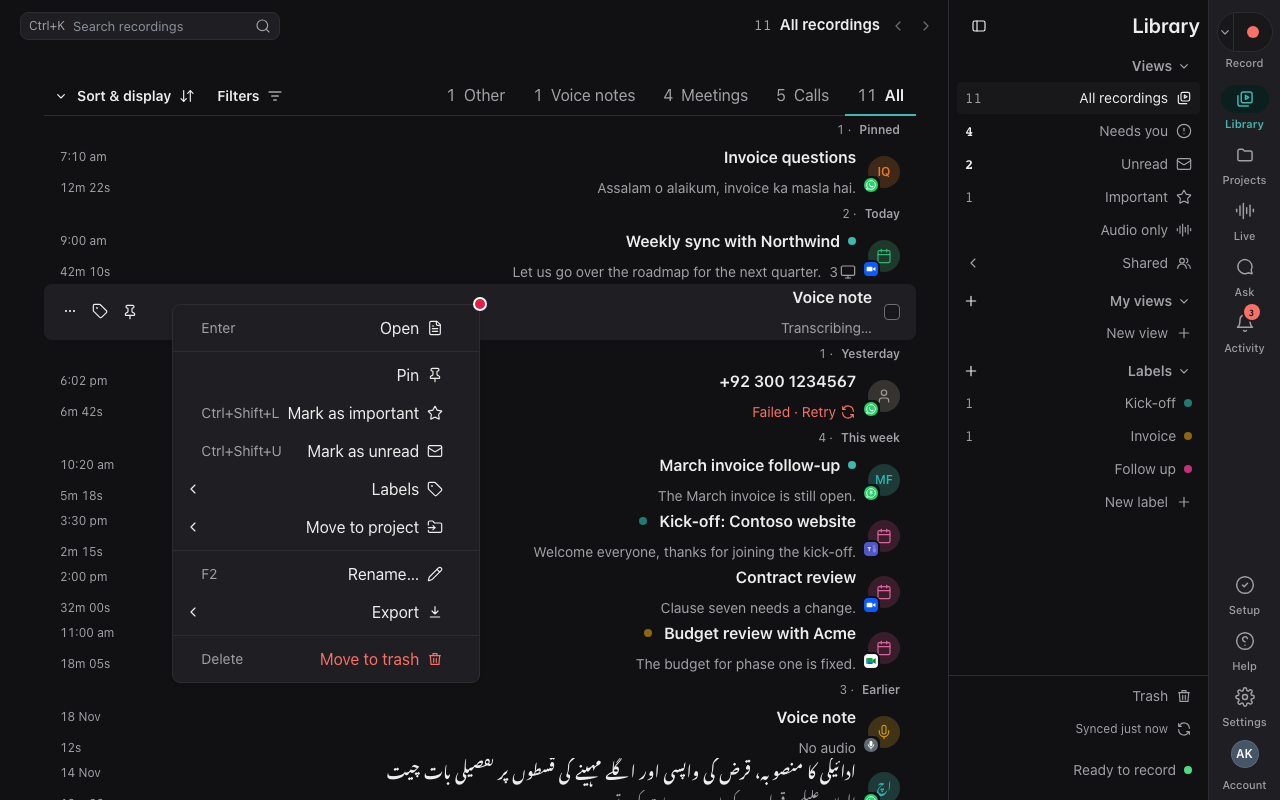 Ctrl+K Search recordings
11 All recordings
Library
Record
Views
Sort & display
Filters
1 Other
1 Voice notes
4 Meetings
5 Calls
11 All
11 All recordings
Library
1 · Pinned
4 Needs you
7:10 am
Invoice questions
IQ
12m 22s
Assalam o alaikum, invoice ka masla hai.
2 Unread
Projects
2 · Today
1 Important
9:00 am
Weekly sync with Northwind
Audio only
Live
42m 10s
Let us go over the roadmap for the next quarter. 3
Shared
Voice note
Transcribing...
My views
Ask
3
Activity
New view
Enter Open
Pin
Ctrl+Shift+L Mark as important
Ctrl+Shift+U Mark as unread
Labels
Move to project
F2 Rename...
Export
Delete Move to trash
1 · Yesterday
Labels
6:02 pm
+92 300 1234567
6m 42s
Failed · Retry
1 Kick-off
4 · This week
1 Invoice
10:20 am
March invoice follow-up
MF
5m 18s
The March invoice is still open.
Follow up
New label
3:30 pm
Kick-off: Contoso website
2m 15s
Welcome everyone, thanks for joining the kick-off.
2:00 pm
Contract review
32m 00s
Clause seven needs a change.
Setup
11:00 am
Budget review with Acme
18m 05s
The budget for phase one is fixed.
Help
3 · Earlier
Trash
Settings
18 Nov
Voice note
Synced just now
12s
No audio
AK
14 Nov
ادائیگی کا منصوبہ، قرض کی واپسی اور اگلے مہینے کی قسطوں پر تفصیلی بات چیت
اچ
Ready to record
Account